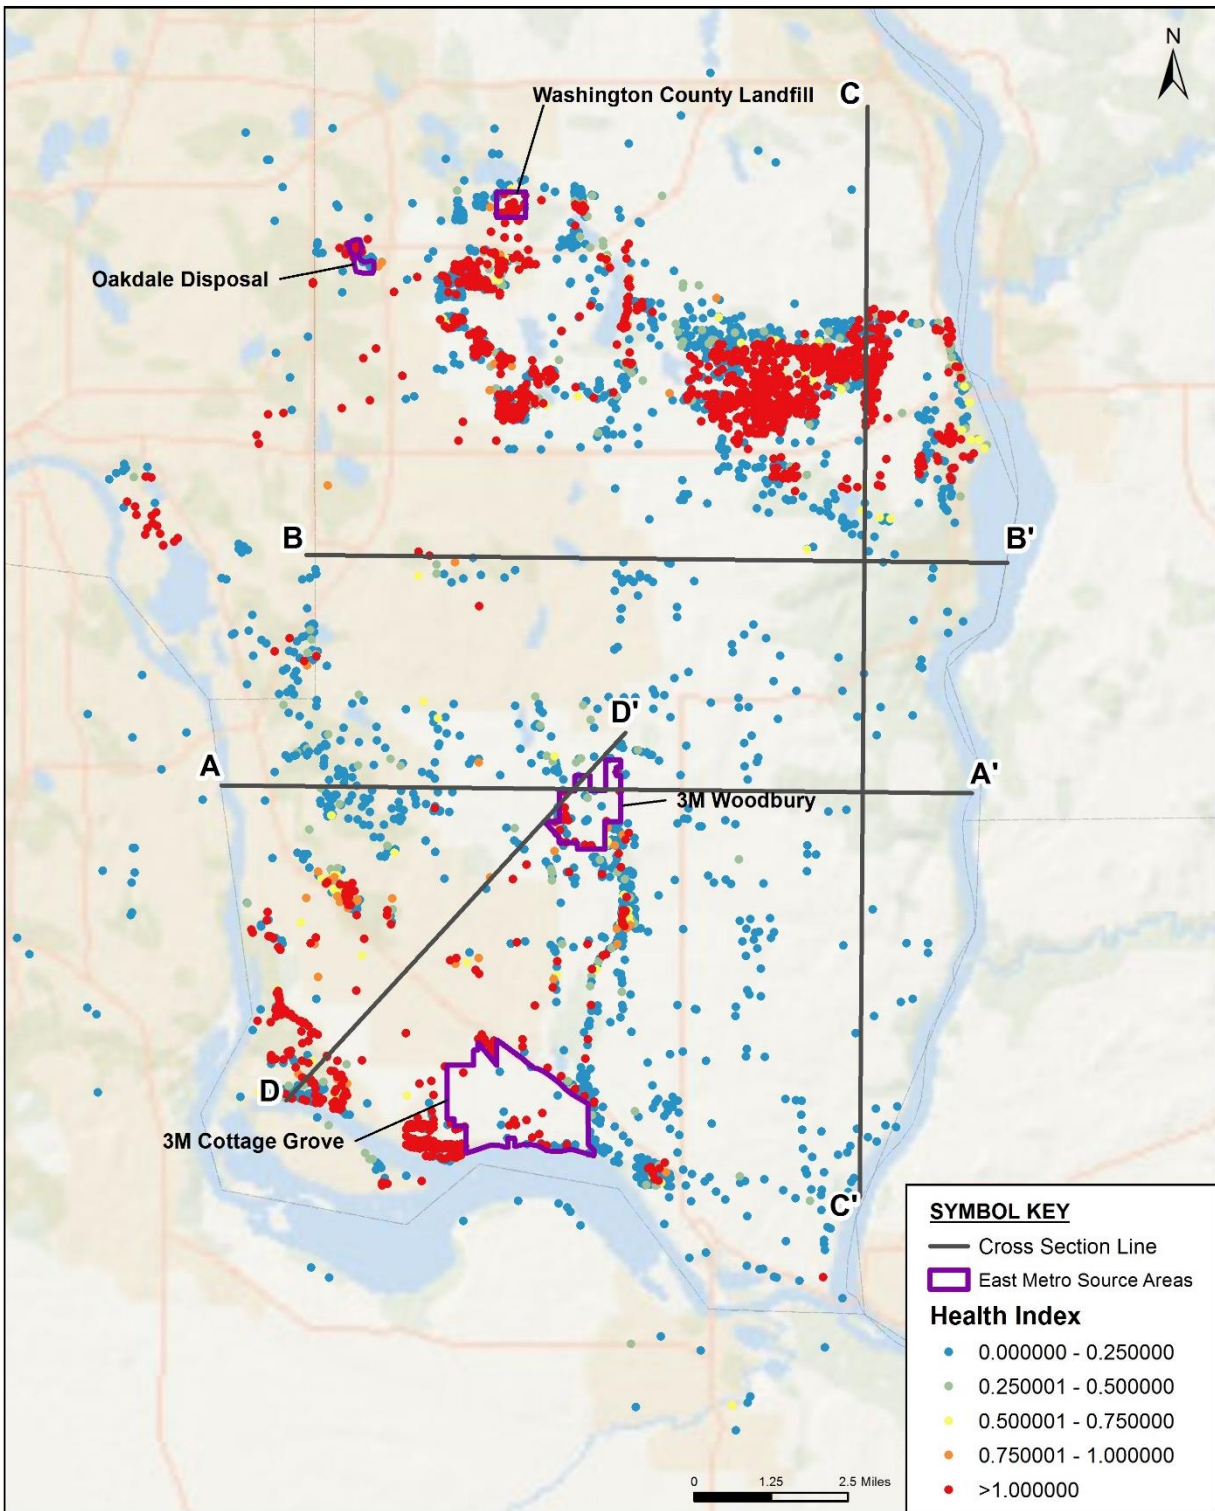 N
Washington County Landfill
C
Oakdale Disposal
B
B'
D'
A
A'
3M Woodbury
D
3M Cottage Grove
C'
SYMBOL KEY
Cross Section Line
East Metro Source Areas
Health Index
0.000000 - 0.250000
0.250001 - 0.500000
0.500001 - 0.750000
0.750001 - 1.000000
>1.000000
0 1.25 2.5 Miles